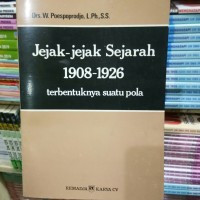 Drs. W. Poespoprodjo, L.Ph., S.S.
Jejak-jejak Sejarah
1908-1926
terbentuknya suatu pola
REMADJA KARYA CV